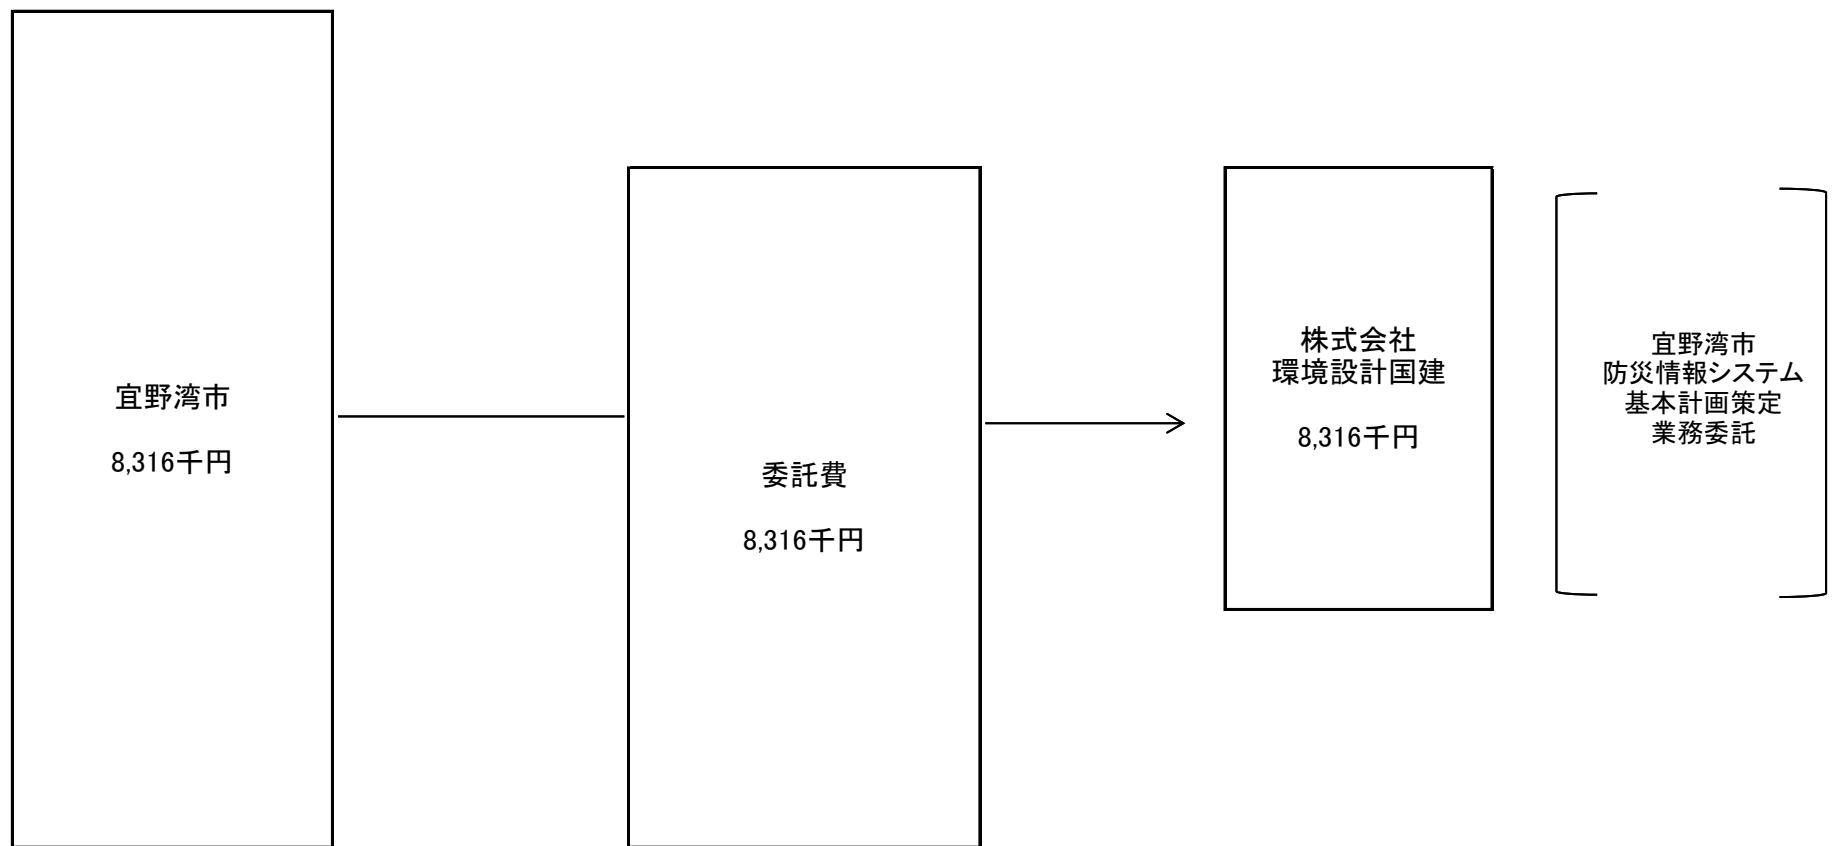 宜野湾市
8,316千円
委託費
8,316千円
株式会社
環境設計国建
8,316千円
宜野湾市
防災情報システム
基本計画策定
業務委託